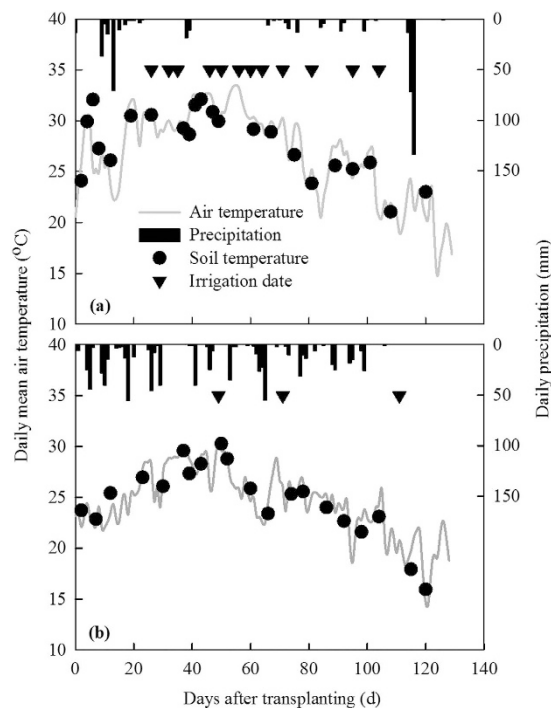 40
35
30
25
20
15
10
0
50
100
150
Air temperature
Precipitation
Soil temperature
Irrigation date
(a)
Daily mean air temperature (°C)
Daily precipitation (mm)
40
35
30
25
20
15
10
0
50
100
150
(b)
0 20 40 60 80 100 120 140
Days after transplanting (d)